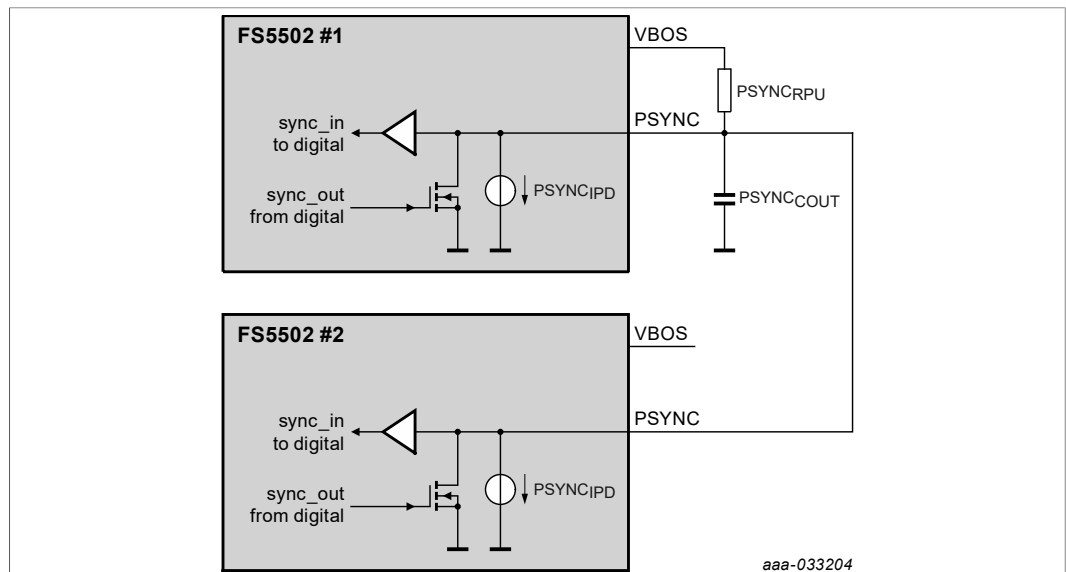 FS5502 #1
VBOS
PSYNCRPU
PSYNC
sync_in
to digital
PSYNCIPD
PSYNCCOUT
sync_out
from digital
FS5502 #2
VBOS
PSYNC
sync_in
to digital
PSYNCIPD
sync_out
from digital
aaa-033204